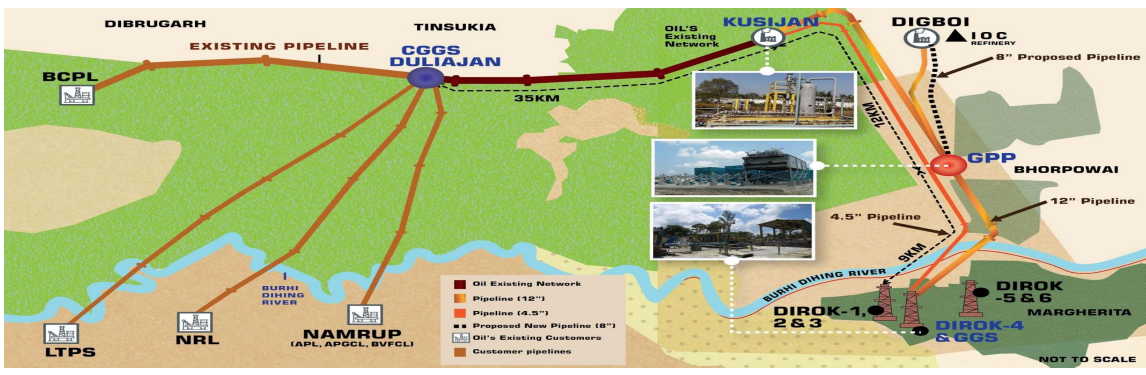 DIBRUGARH
TINSUKIA
KUSIJAN
DIGBOI
IOC
REFINERY
OIL'S
Existing
Network
EXISTING PIPELINE
CGGS
DULIAJAN
BCPL
35KM
8" Proposed Pipeline
12KM
GPP
BHORPOWAI
4.5" Pipeline
12" Pipeline
9KM
BURHI DIHING RIVER
BURHI
DIHING
RIVER
Oil Existing Network
Pipeline (12")
Pipeline (4.5")
Proposed New Pipeline (8")
Oil's Existing Customers
Customer pipelines
DIROK-1,
2 & 3
DIROK
-5 & 6
MARGHERITA
DIROK-4
& GGS
LTPS
NRL
NAMRUP
(APL, APGCL, BVFCL)
NOT TO SCALE